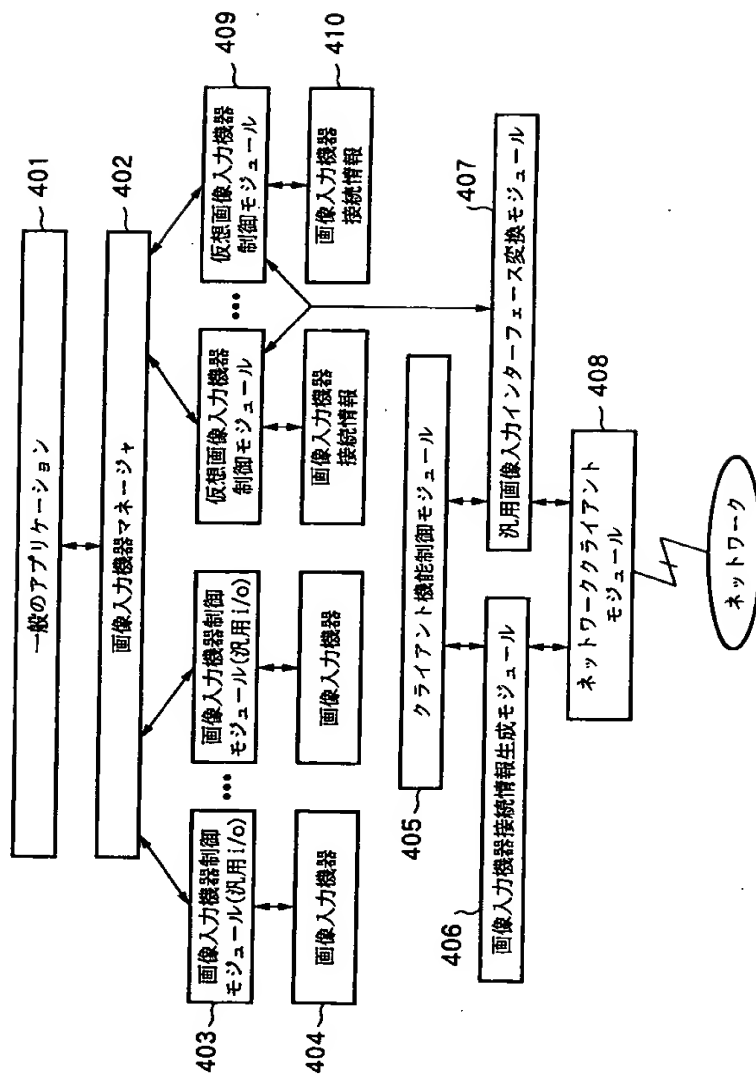 一般のアプリケーション
401
画像入力機器マネージャ
402
画像入力機器制御
モジュール(汎用i/o)
403
•••
画像入力機器制御
モジュール(汎用i/o)
仮想画像入力機器
制御モジュール
•••
仮想画像入力機器
制御モジュール
409
画像入力機器
404
画像入力機器
画像入力機器
接続情報
画像入力機器
接続情報
410
クライアント機能制御モジュール
405
画像入力機器接続情報生成モジュール
406
汎用画像入力インターフェース変換モジュール
407
ネットワーククライアント
モジュール
408
ネットワーク